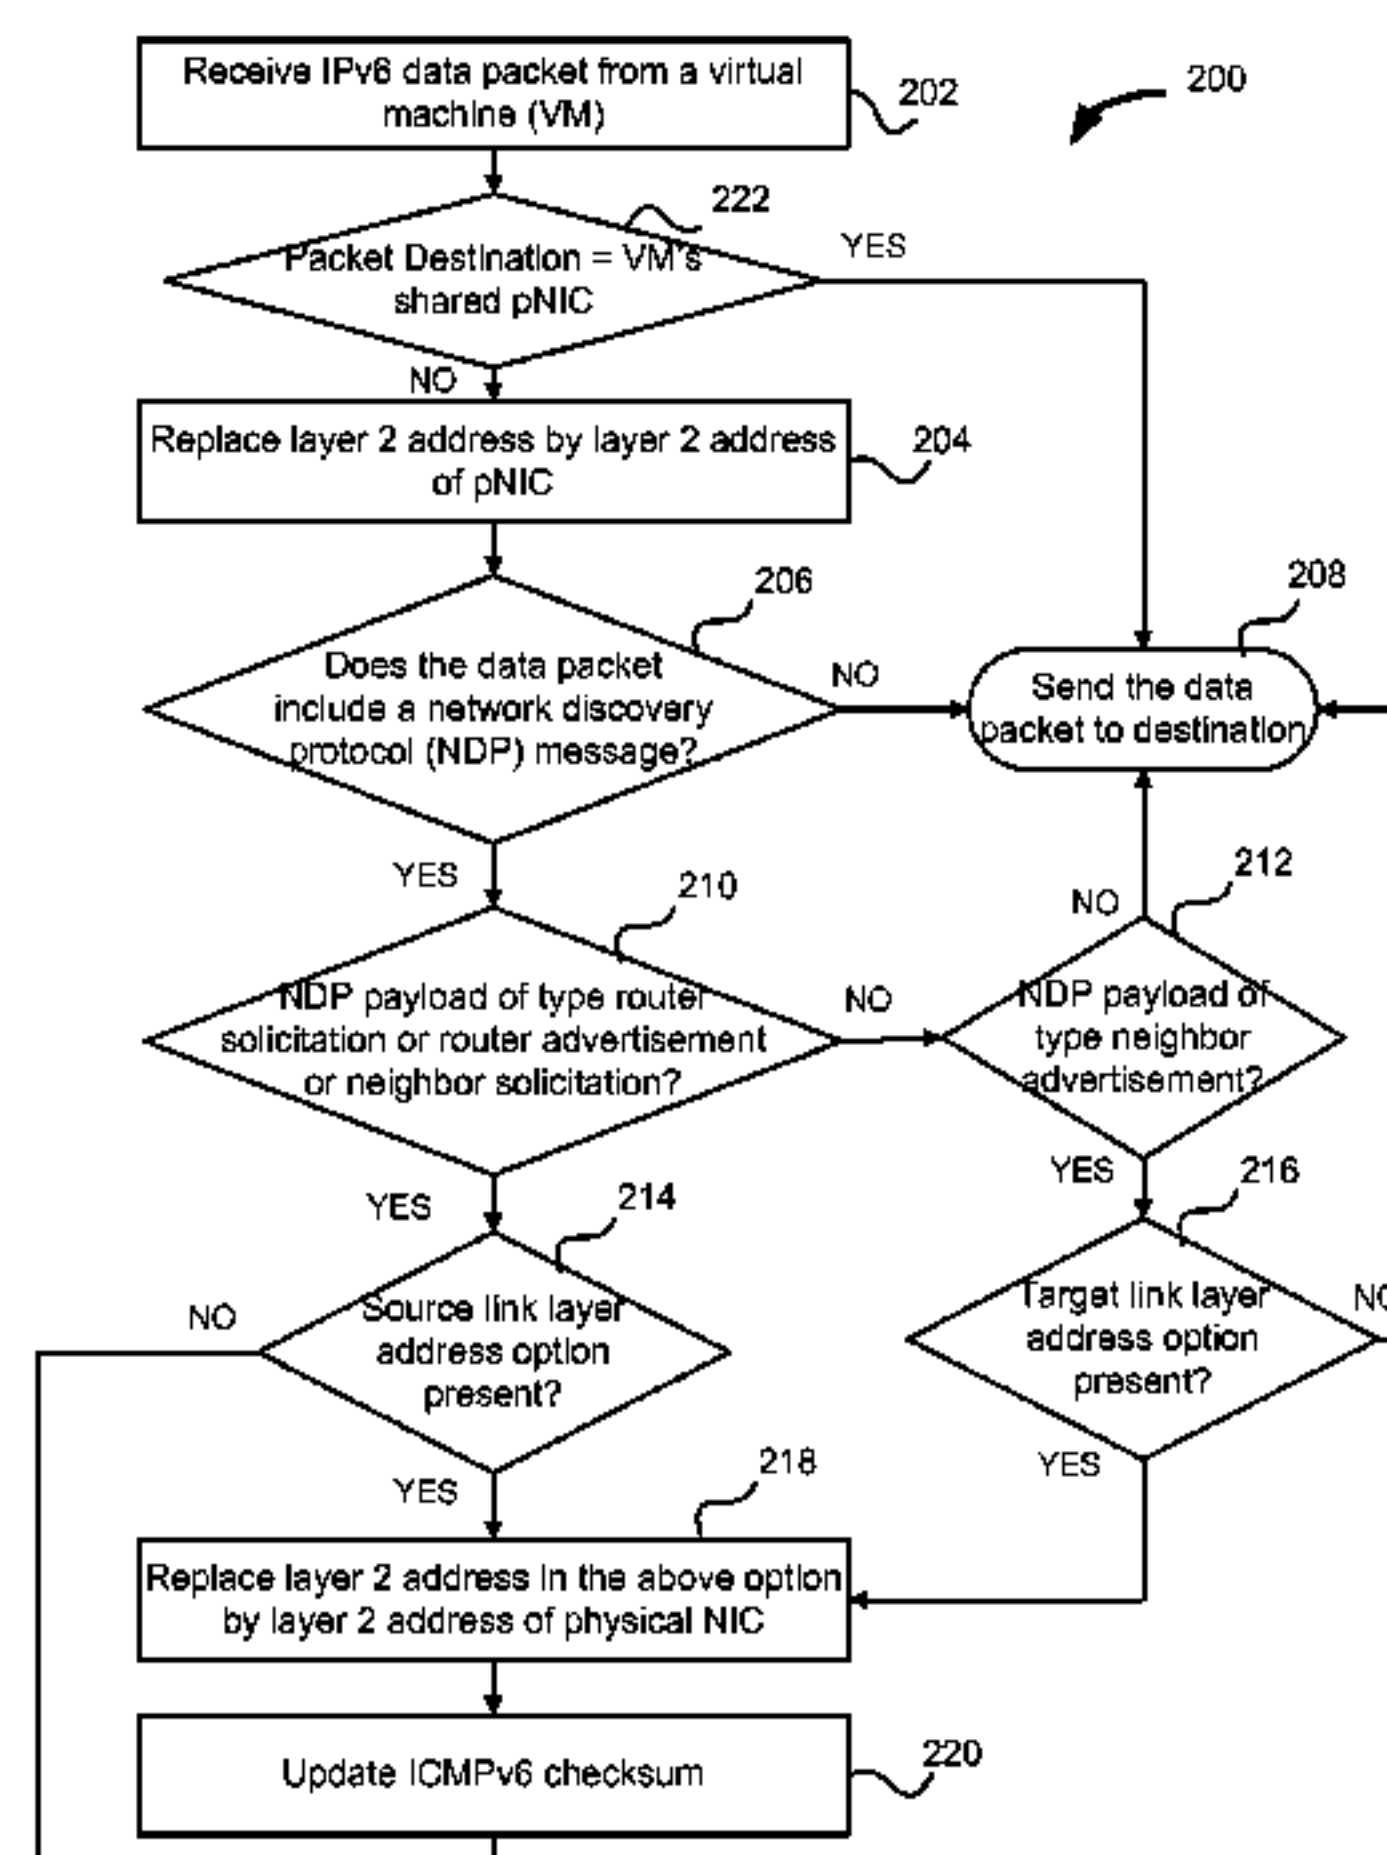 Receive IPv6 data packet from a virtual
machine (VM)
202
200
222
Packet Destination = VM's
shared pNIC
YES
NO
Replace layer 2 address by layer 2 address
of pNIC
204
206
Does the data packet
include a network discovery
protocol (NDP) message?
NO
208
Send the data
packet to destination
YES
210
NDP payload of type router
solicitation or router advertisement
or neighbor solicitation?
NO
212
NO
NDP payload of
type neighbor
advertisement?
YES
214
Source link layer
address option
present?
NO
YES
216
Target link layer
address option
present?
NO
YES
YES
218
Replace layer 2 address in the above option
by layer 2 address of physical NIC
Update ICMPv6 checksum
220